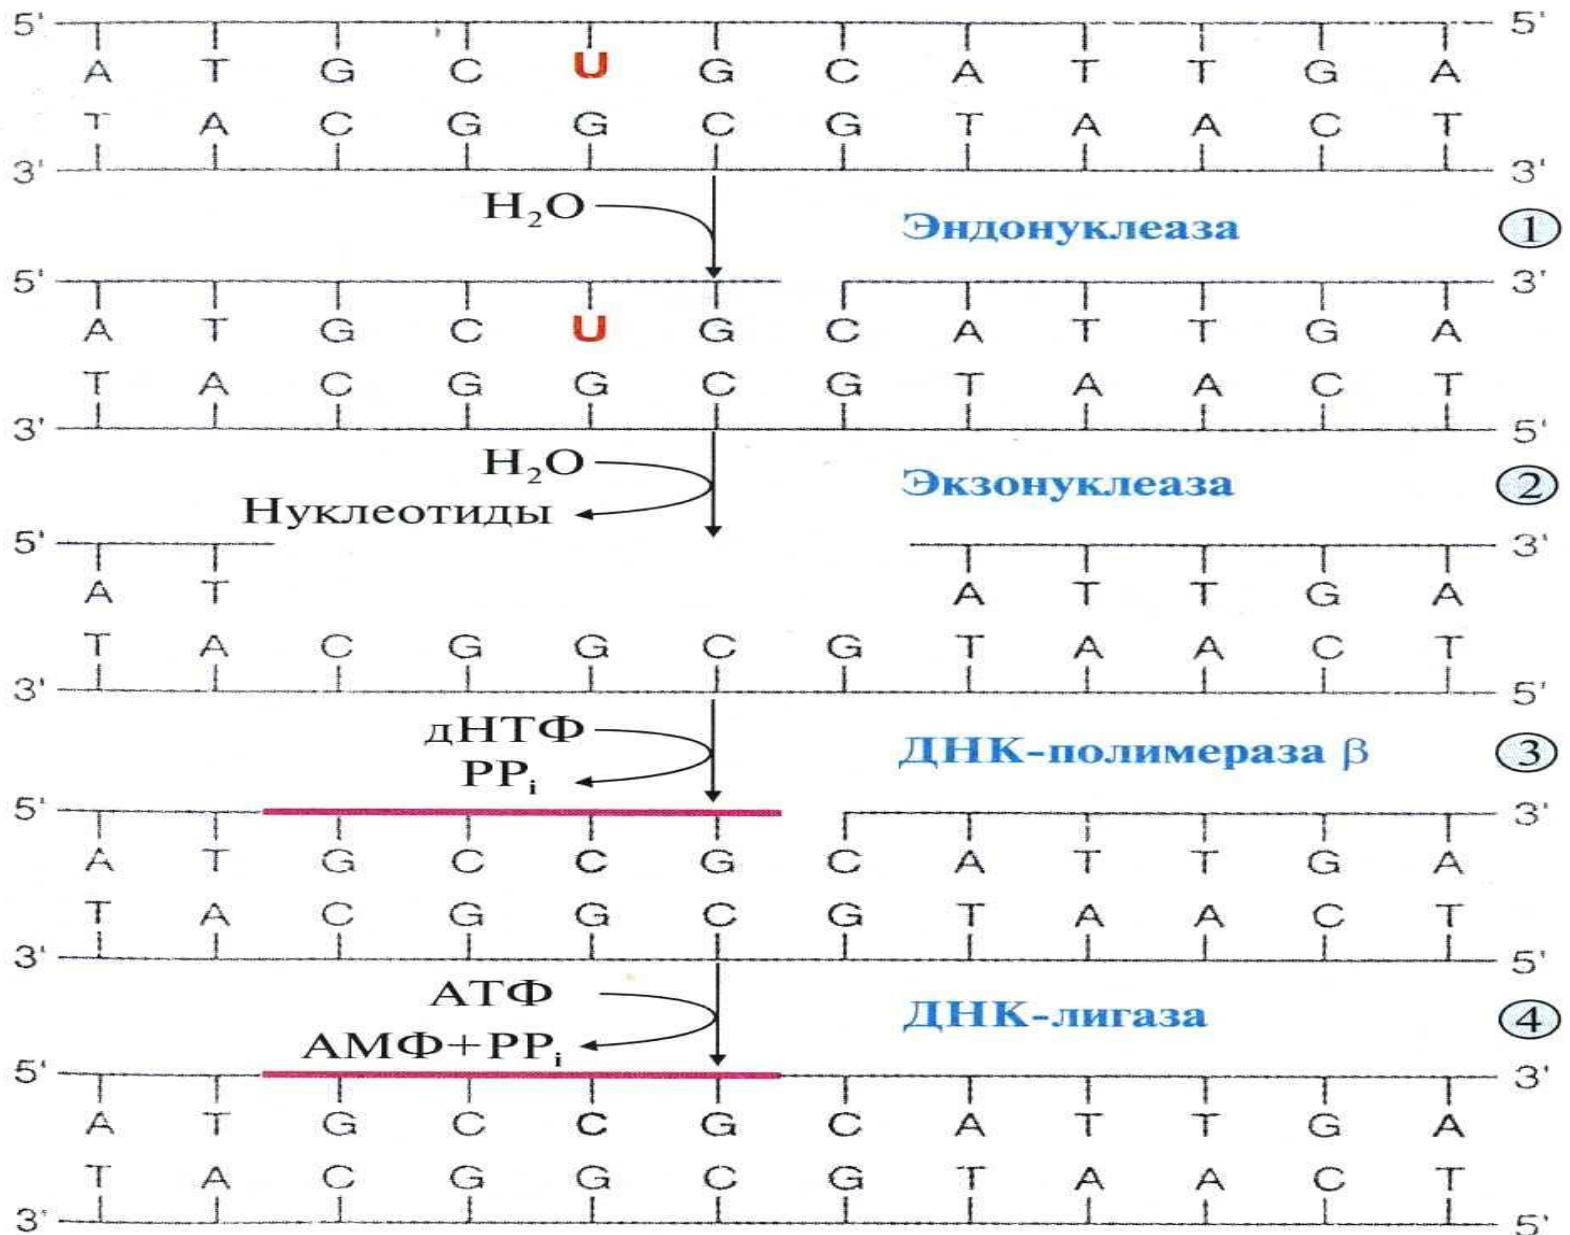 5' 5'
A T G C U G C A T T G A
T A C G G C G T A A C T
3' 3'
H₂O Эндонуклеаза 1
5' 3'
A T G C U G C A T T G A
T A C G G C G T A A C T
3' 5'
H₂O Экзонуклеаза 2
Нуклеотиды
5' 3'
A T A T T G A
T A C G G C G T A A C T
3' 5'
дНТФ ДНК-полимераза β 3
PPi
5' 3'
A T G C C G C A T T G A
T A C G G C G T A A C T
3' 5'
АТФ ДНК-лигаза 4
АМФ+PPi
5' 3'
A T G C C G C A T T G A
T A C G G C G T A A C T
3' 5'